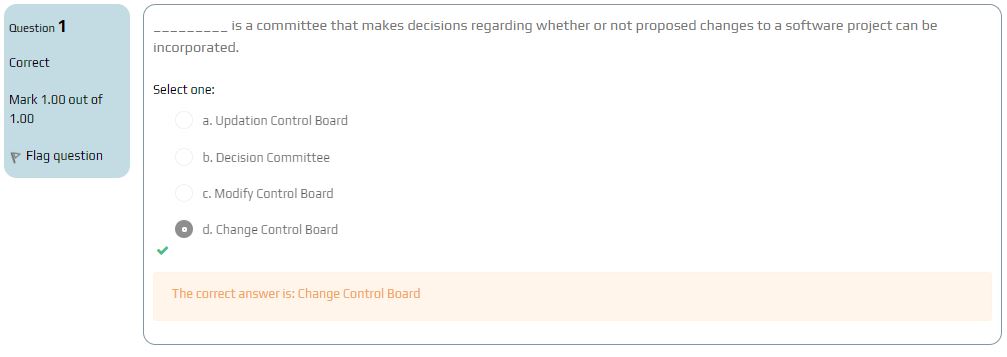 Question 1
Correct
Mark 1.00 out of
1.00
Flag question
_________ is a committee that makes decisions regarding whether or not proposed changes to a software project can be
incorporated.
Select one:
a. Updation Control Board
b. Decision Committee
c. Modify Control Board
d. Change Control Board
The correct answer is: Change Control Board